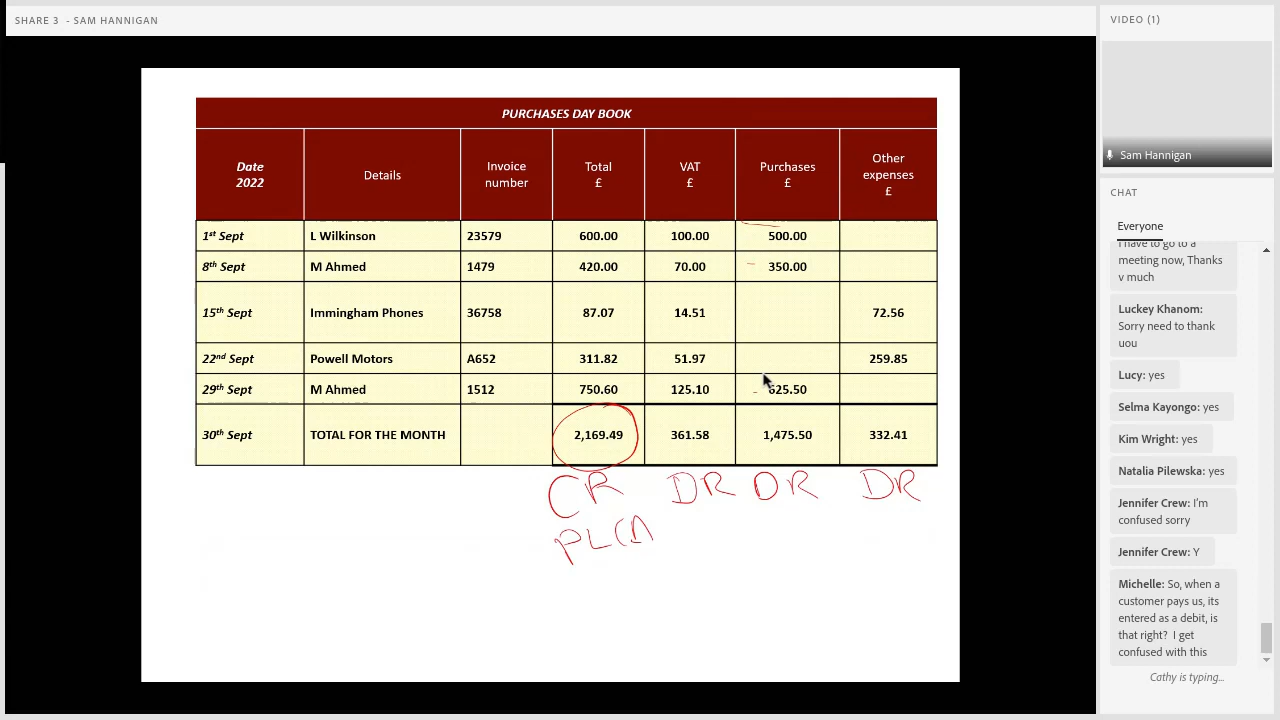 SHARE 3 - SAM HANNIGAN
PURCHASES DAY BOOK
Date 2022 Details Invoice number Total £ VAT £ Purchases £ Other expenses £
1st Sept L Wilkinson 23579 600.00 100.00 500.00
8th Sept M Ahmed 1479 420.00 70.00 350.00
15th Sept Immingham Phones 36758 87.07 14.51 72.56
22nd Sept Powell Motors A652 311.82 51.97 259.85
29th Sept M Ahmed 1512 750.60 125.10 625.50
30th Sept TOTAL FOR THE MONTH 2,169.49 361.58 1,475.50 332.41
CR DR DR DR
VIDEO (1)
Sam Hannigan
CHAT
Everyone
I have to go to a
meeting now, Thanks
v much
Luckey Khanom:
Sorry need to thank
uou
Lucy: yes
Selma Kayongo: yes
Kim Wright: yes
Natalia Pilewska: yes
Jennifer Crew: I'm
confused sorry
Jennifer Crew: Y
Michelle: So, when a
customer pays us, its
entered as a debit, is
that right? I get
confused with this
Cathy is typing...